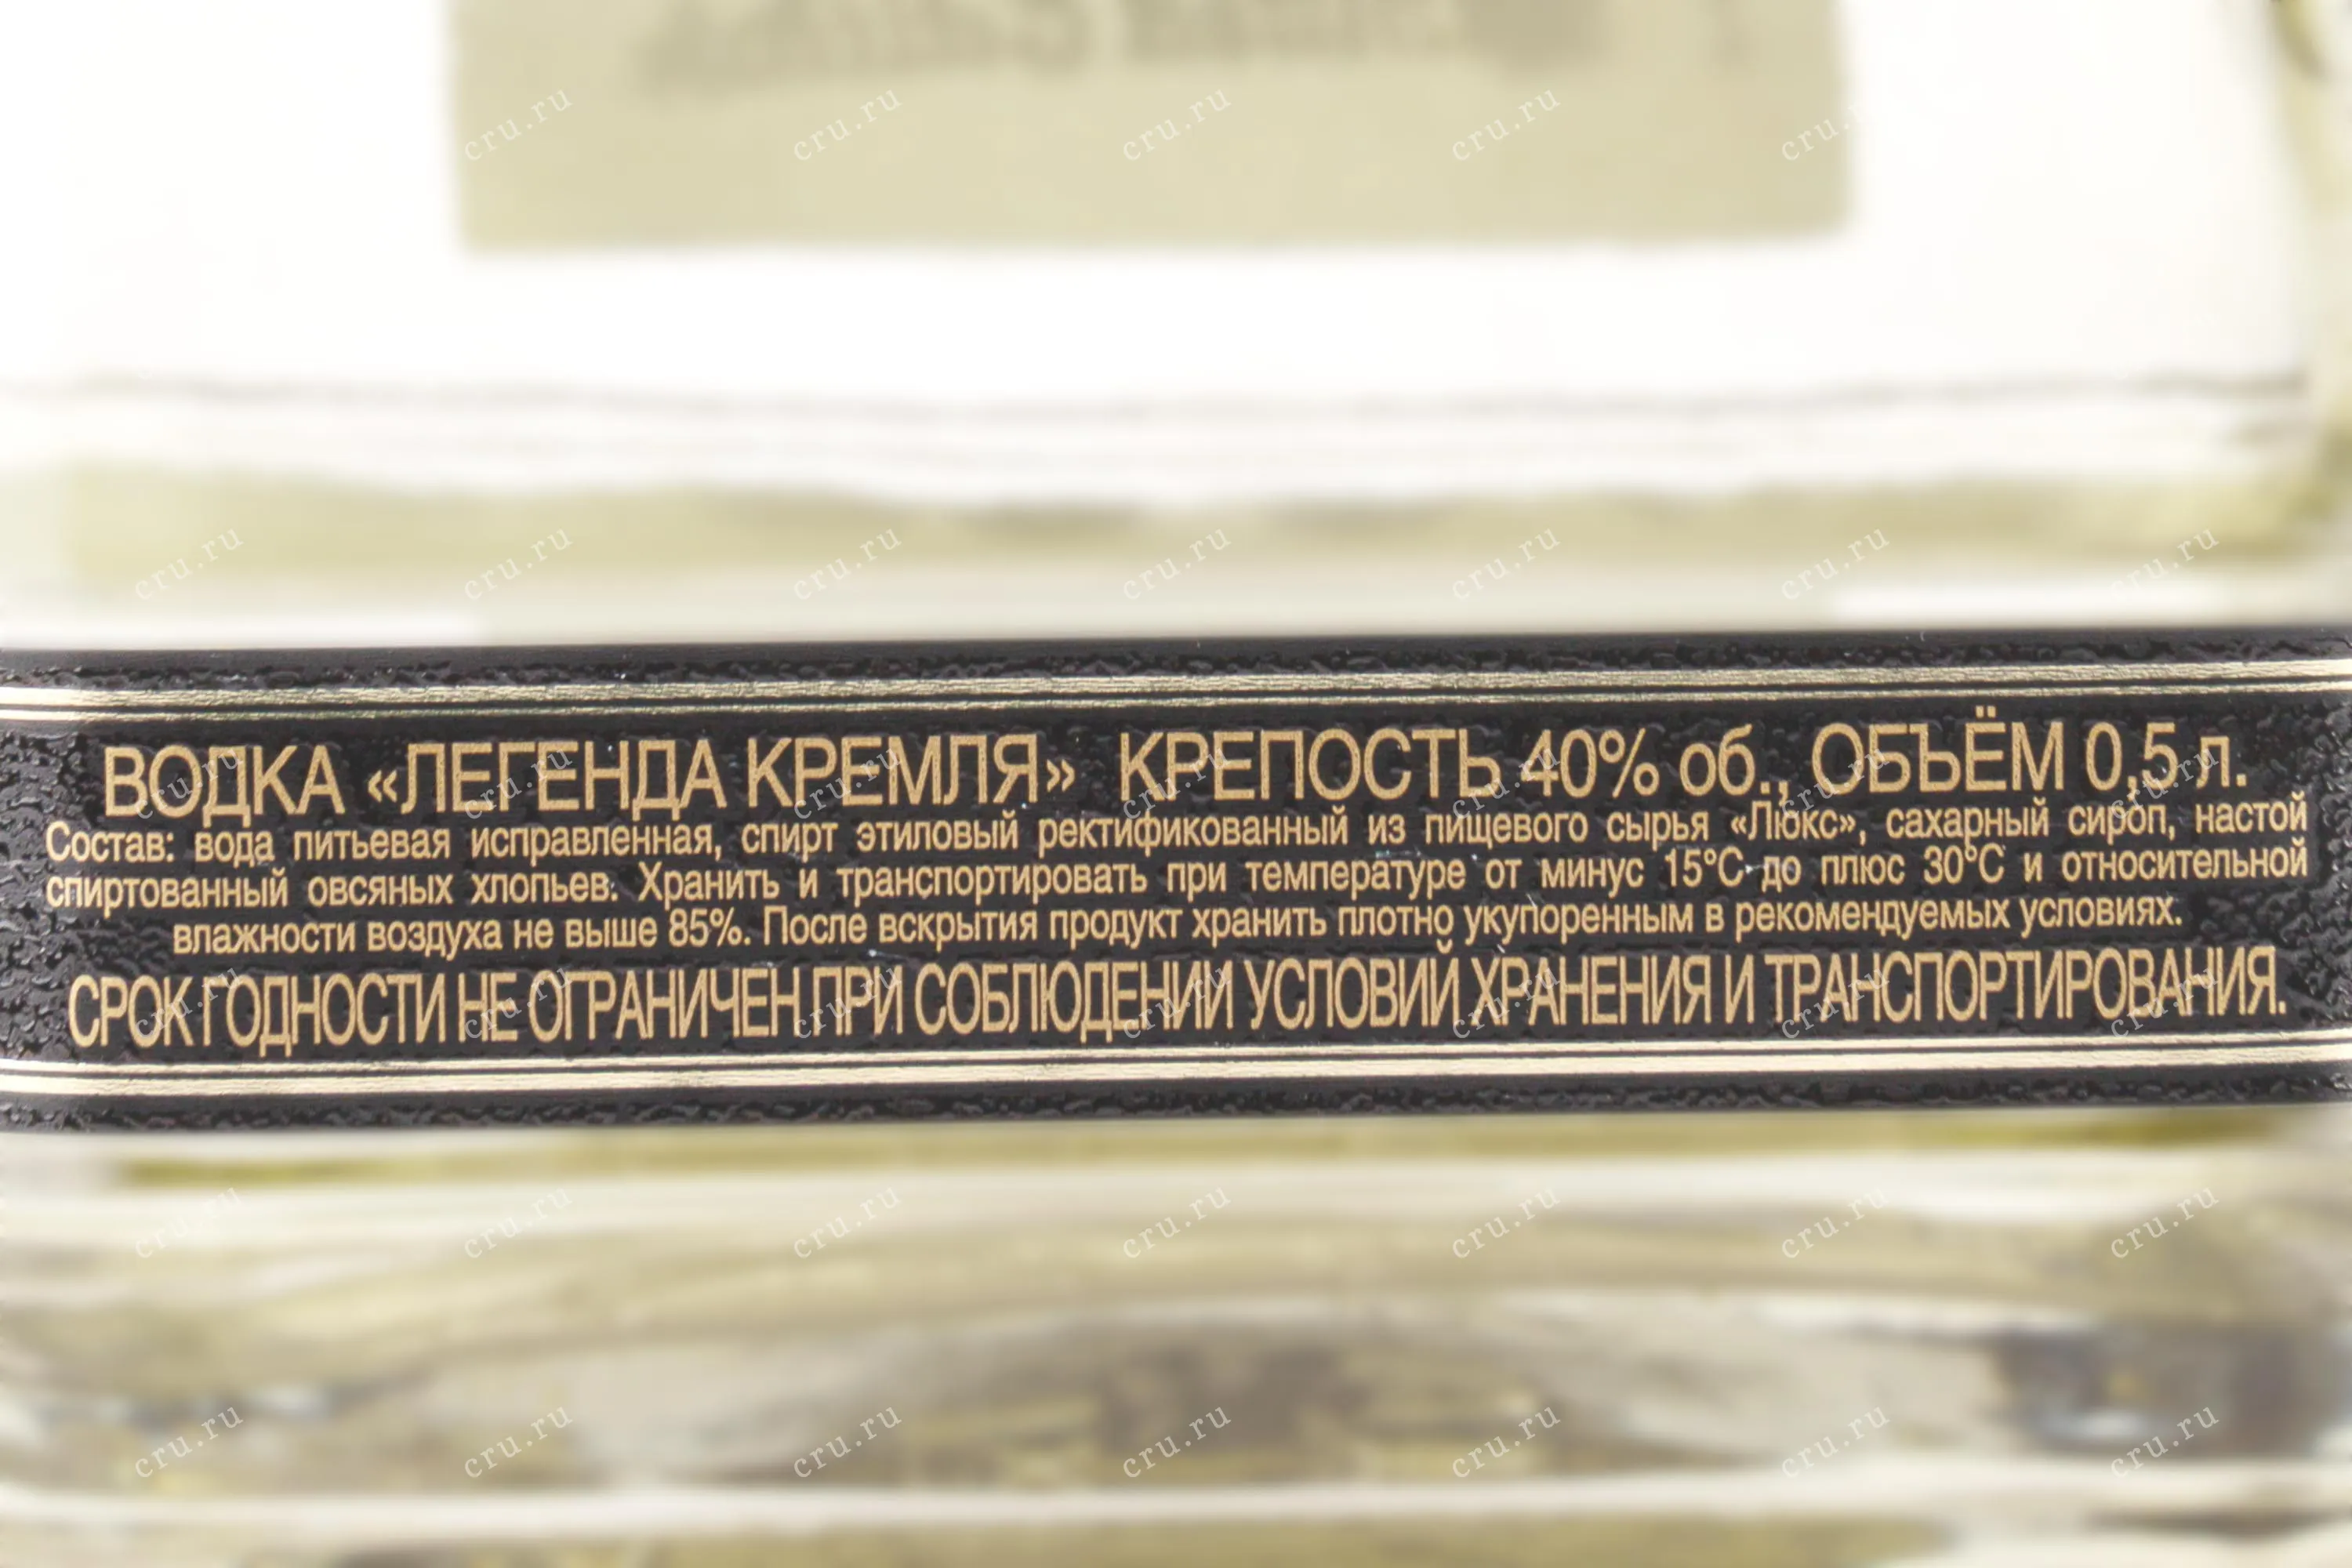 ВОДКА «ЛЕГЕНДА КРЕМЛЯ» КРЕПОСТЬ 40% об., ОБЪЁМ 0,5 л.
Состав: вода питьевая исправленная, спирт этиловый ректификованный из пищевого сырья «Люкс», сахарный сироп, настой
спиртованный овсяных хлопьев. Хранить и транспортировать при температуре от минус 15°С до плюс 30°С и относительной
влажности воздуха не выше 85%. После вскрытия продукт хранить плотно укупоренным в рекомендуемых условиях.
СРОК ГОДНОСТИ НЕ ОГРАНИЧЕН ПРИ СОБЛЮДЕНИИ УСЛОВИЙ ХРАНЕНИЯ И ТРАНСПОРТИРОВАНИЯ.